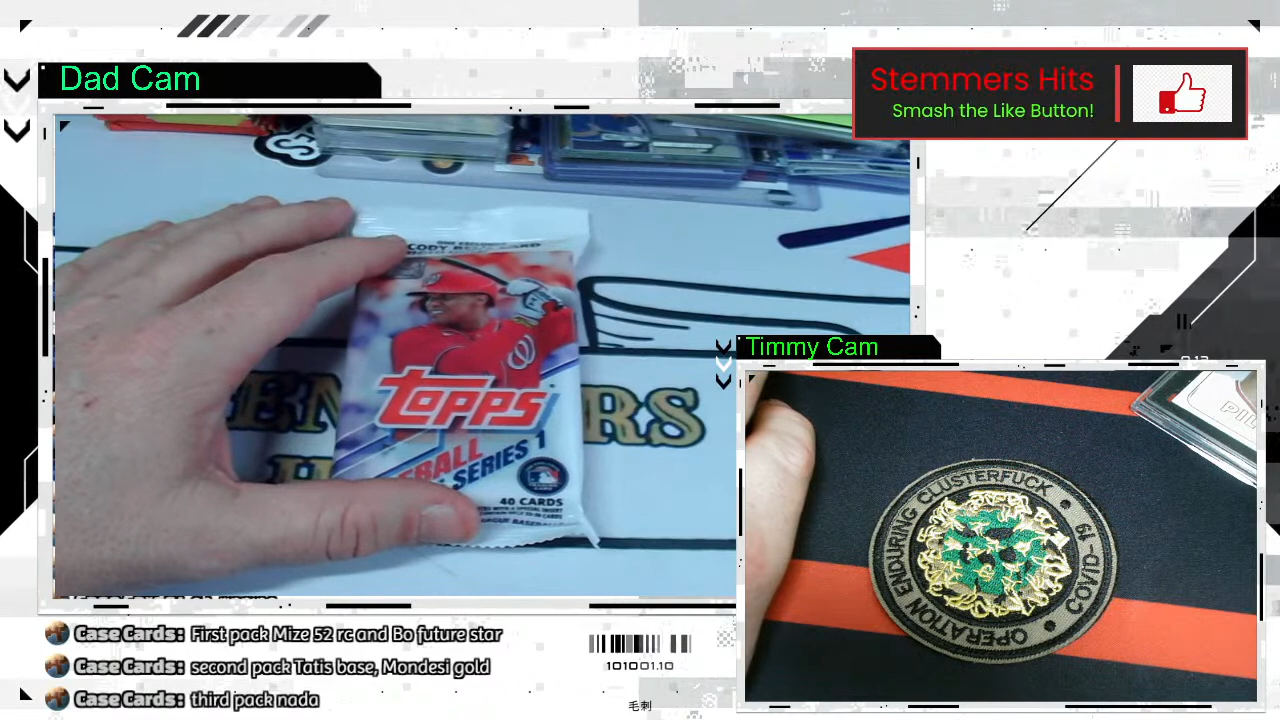 Dad Cam
Stemmers Hits
Smash the Like Button!
CODY
TOPPS
SERIES 1
40 CARDS
RS
Timmy Cam
OPERATION ENDURING CLUSTERFUCK
COVID-19
Case Cards: First pack Mize 52 rc and Bo future star
Case Cards: second pack Tatis base, Mondesi gold
Case Cards: third pack nada
101001.10
毛刺